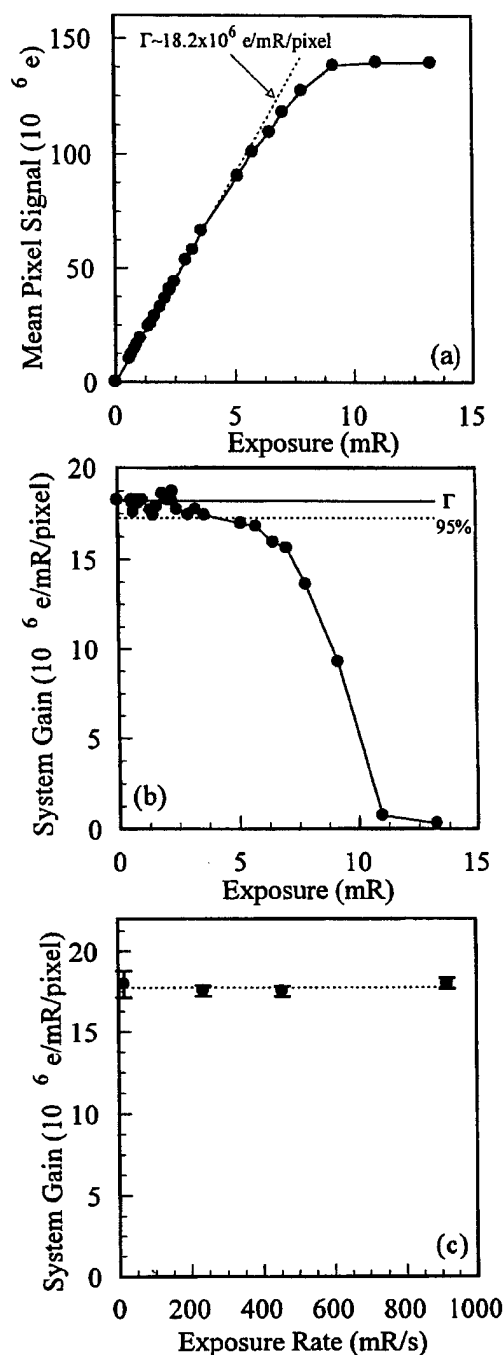 Γ~18.2x10^6 e/mR/pixel
Mean Pixel Signal (10^6 e)
150
100
50
0
(a)
0 5 10 15
Exposure (mR)
System Gain (10^6 e/mR/pixel)
20
15
10
5
0
Γ
95%
(b)
0 5 10 15
Exposure (mR)
System Gain (10^6 e/mR/pixel)
20
15
10
5
0
(c)
0 200 400 600 800 1000
Exposure Rate (mR/s)